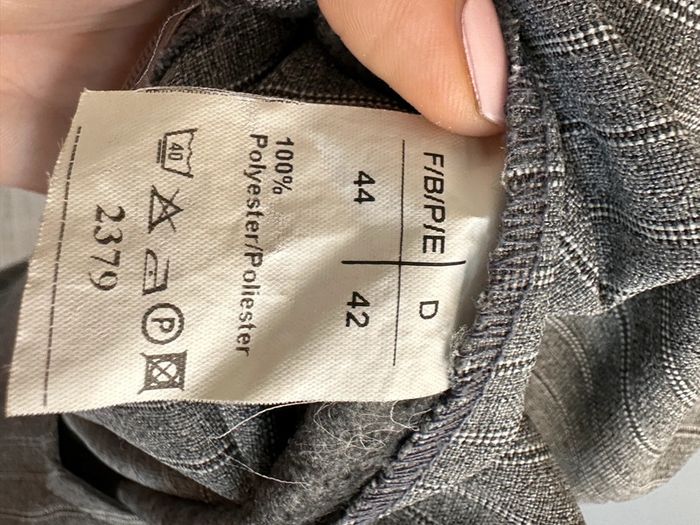 F/B/P/E D
44 42
100%
Polyester/Poliester
40 P
2379